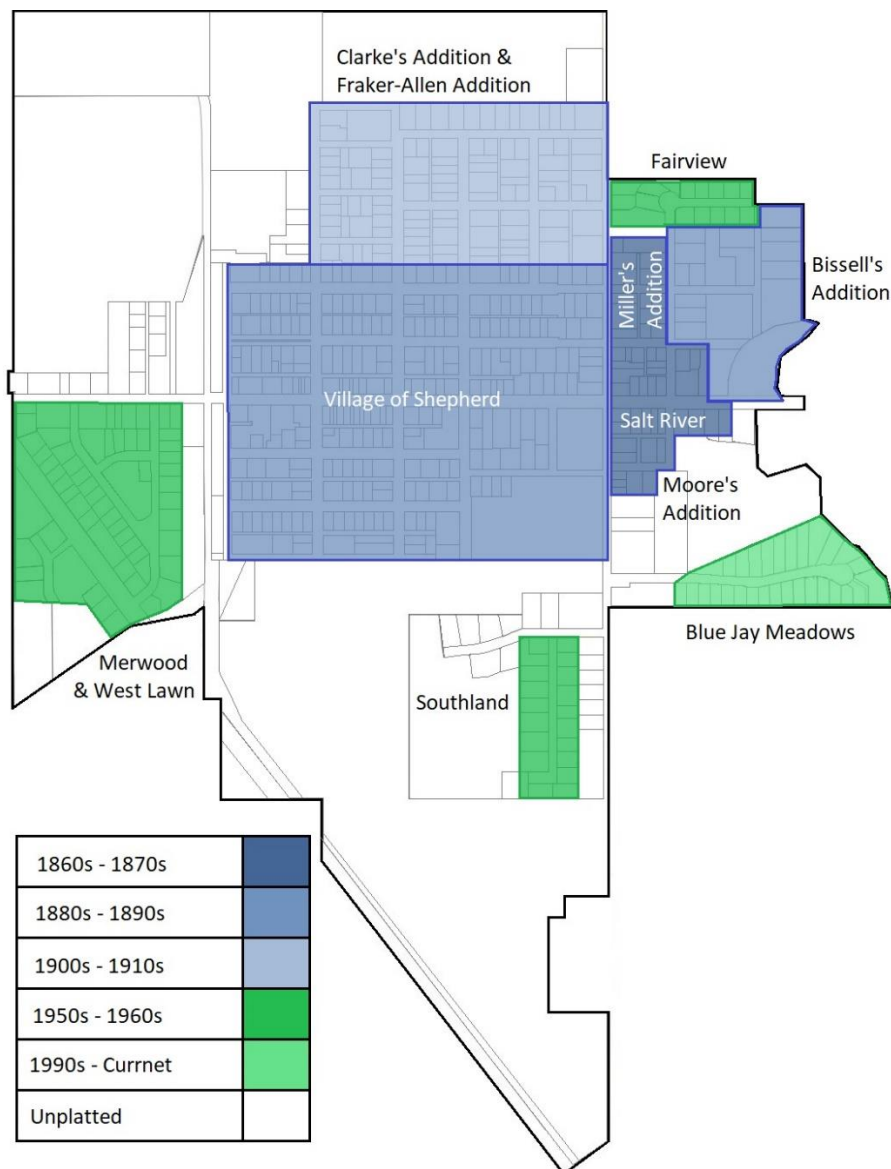 Clarke's Addition &
Fraker-Allen Addition
Fairview
Miller's
Addition
Bissell's
Addition
Village of Shepherd
Salt River
Moore's
Addition
Blue Jay Meadows
Merwood
& West Lawn
Southland
1860s - 1870s
1880s - 1890s
1900s - 1910s
1950s - 1960s
1990s - Currnet
Unplatted